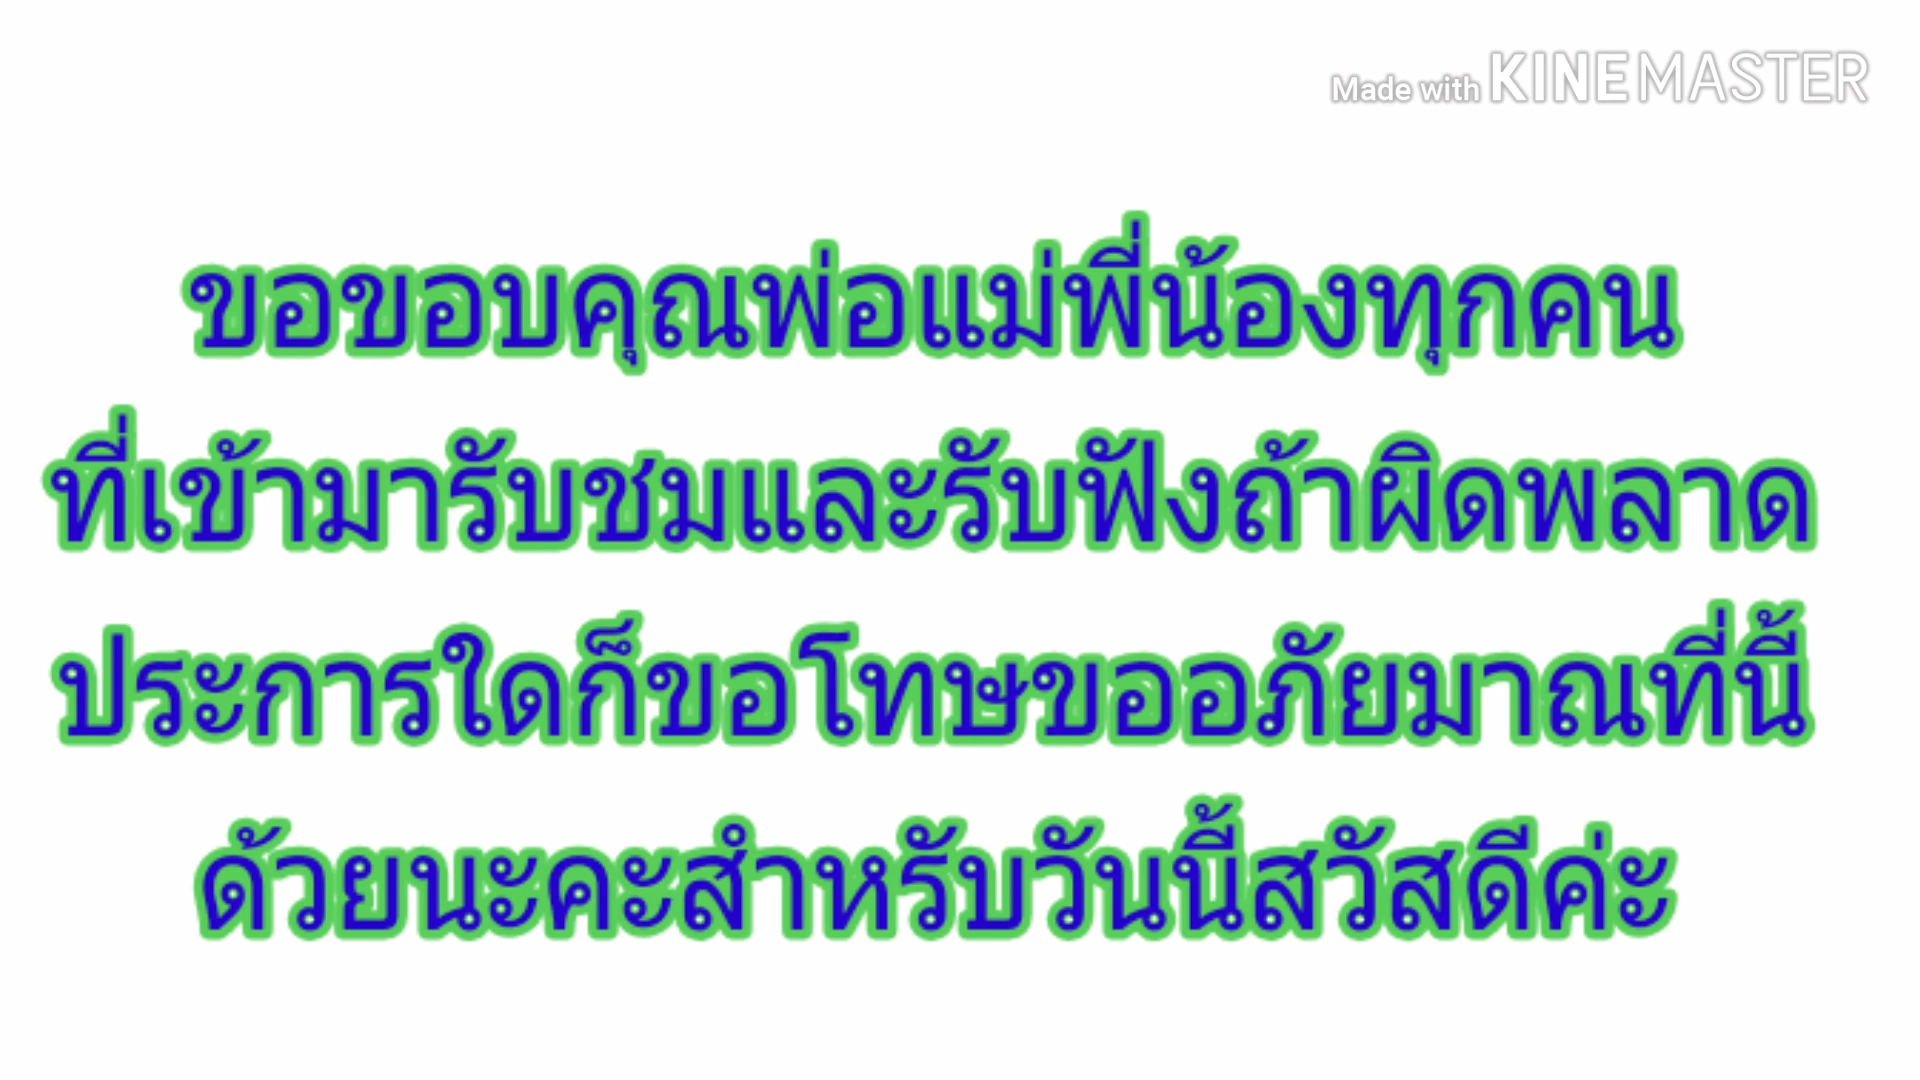 Made with KINEMASTER
ขอขอบคุณพ่อแม่พี่น้องทุกคน
ที่เข้ามารับชมและรับฟังถ้าผิดพลาด
ประการใดก็ขอโทษขออภัยมาณที่นี้
ด้วยนะคะสำหรับวันนี้สวัสดีค่ะ